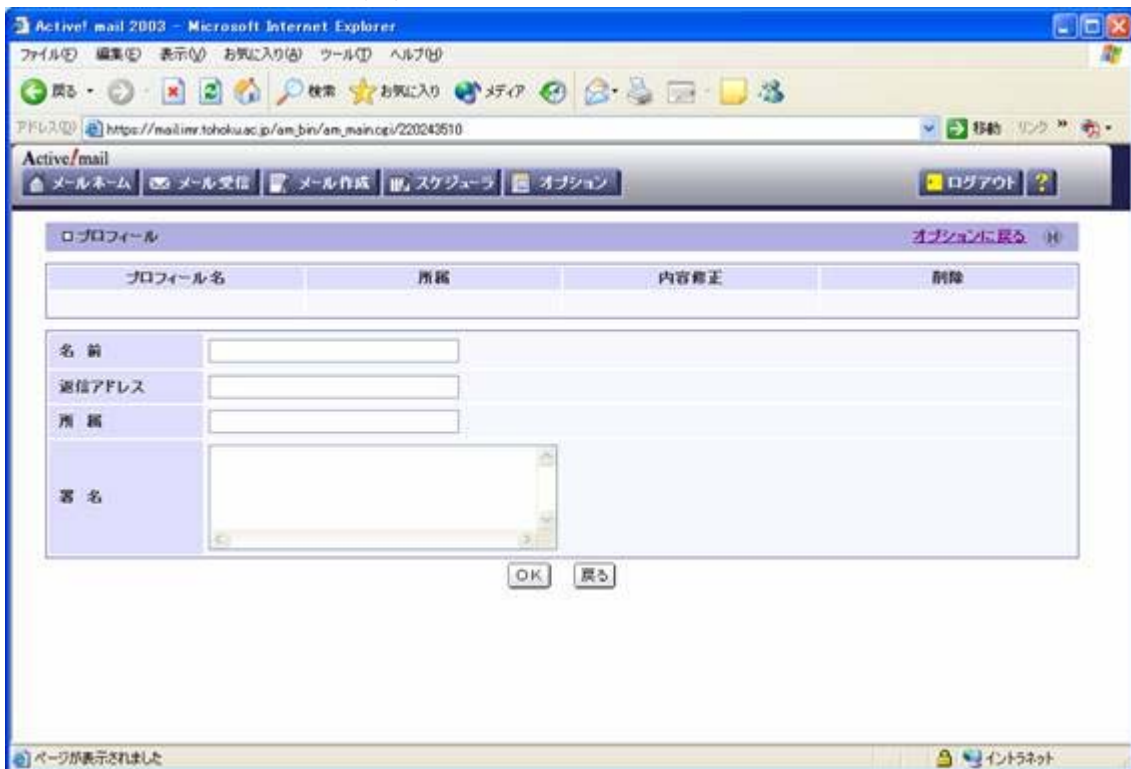 Active! mail 2003 - Microsoft Internet Explorer
ファイル(F) 編集(E) 表示(V) お気に入り(A) ツール(T) ヘルプ(H)
戻る 検索 お気に入り メディア
アドレス(D) https://mail.imr.tohoku.ac.jp/am_bin/am_main.cgi/220243510 移動 リンク »
Active!mail
メールホーム メール受信 メール作成 スケジューラ オプション ログアウト ?
ロプロフィール オプションに戻る
プロフィール名 所属 内容修正 削除
名 前
返信アドレス
所 属
署 名
OK 戻る
ページが表示されました イントラネット